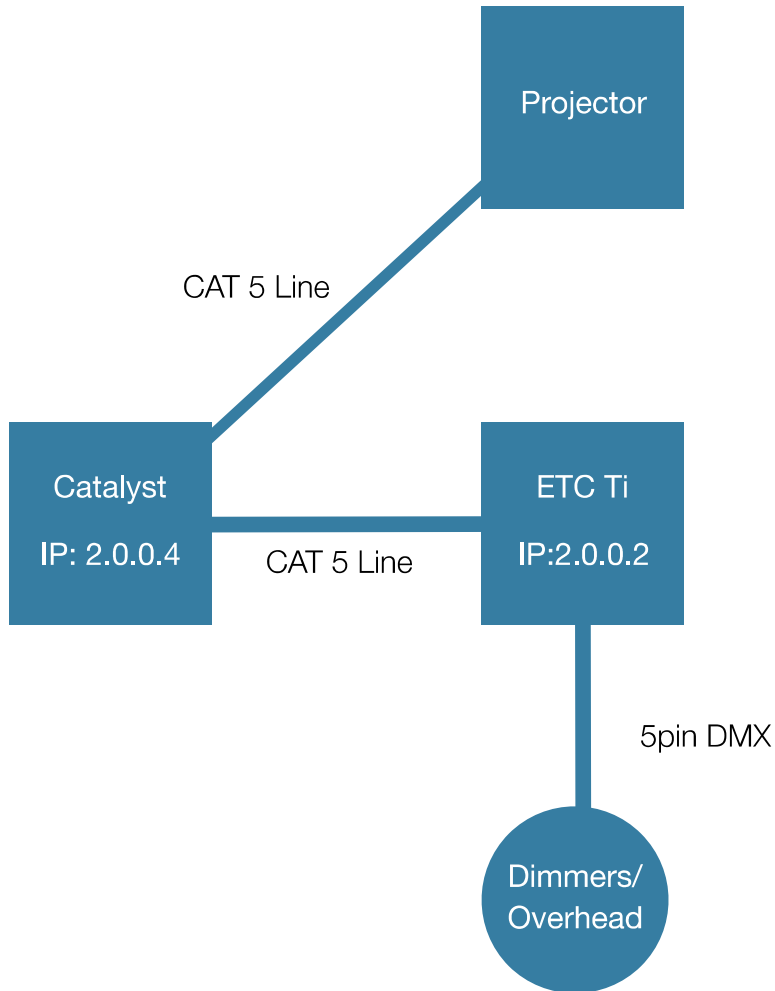 Projector
CAT 5 Line
Catalyst
IP: 2.0.0.4
CAT 5 Line
ETC Ti
IP:2.0.0.2
5pin DMX
Dimmers/
Overhead